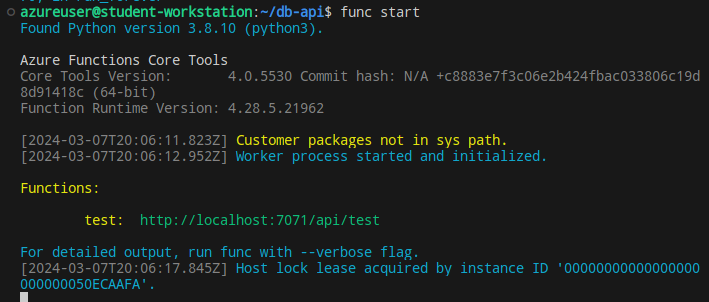 azureuser@student-workstation:~/db-api$ func start
Found Python version 3.8.10 (python3).
Azure Functions Core Tools
Core Tools Version:       4.0.5530 Commit hash: N/A +c8883e7f3c06e2b424fbac033806c19d
8d91418c (64-bit)
Function Runtime Version: 4.28.5.21962
[2024-03-07T20:06:11.823Z] Customer packages not in sys path.
[2024-03-07T20:06:12.952Z] Worker process started and initialized.
Functions:
test:  http://localhost:7071/api/test
For detailed output, run func with --verbose flag.
[2024-03-07T20:06:17.845Z] Host lock lease acquired by instance ID '00000000000000000
000000050ECAAFA'.